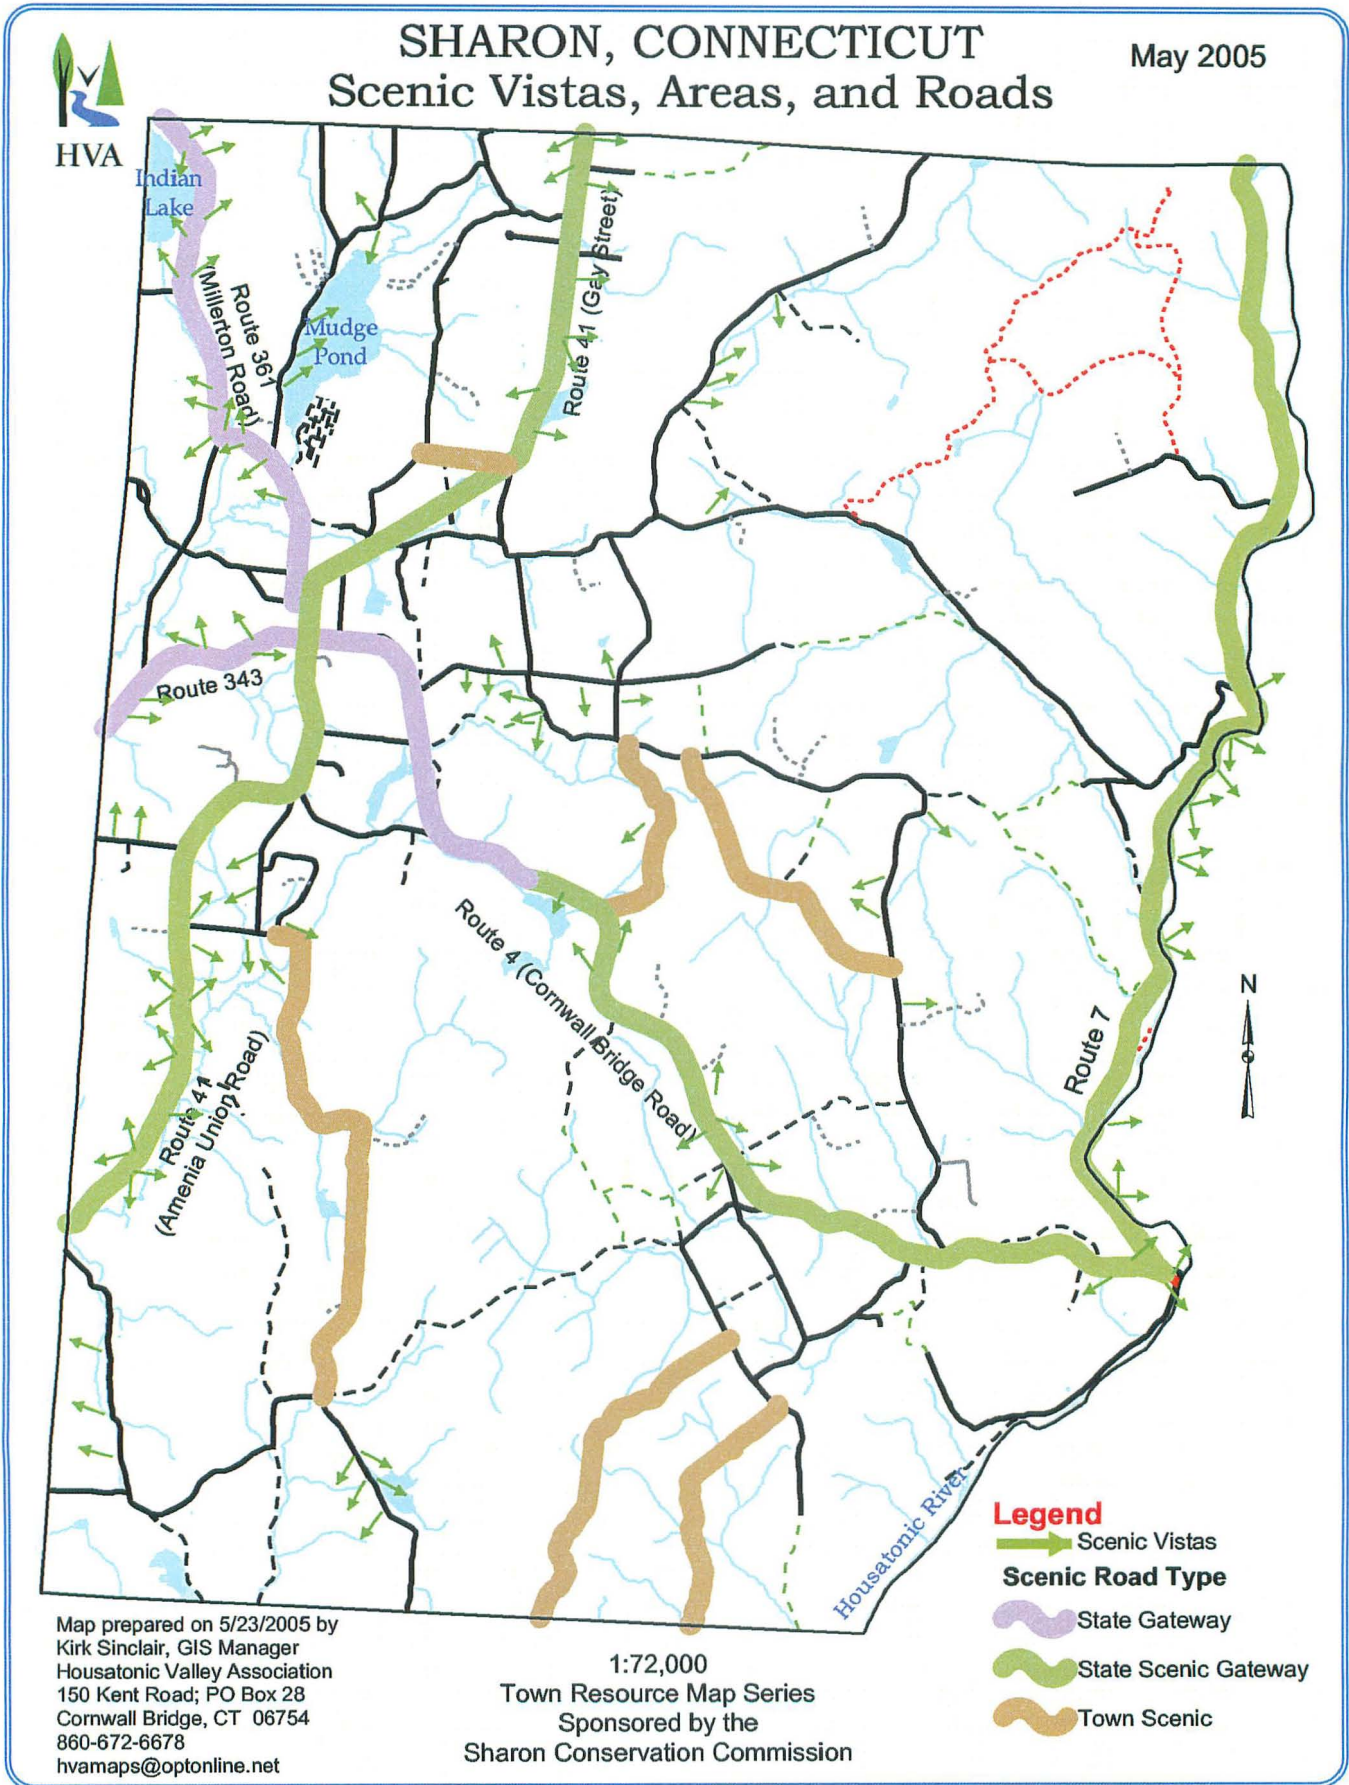 SHARON, CONNECTICUT
Scenic Vistas, Areas, and Roads
May 2005
HVA
Indian
Lake
Route 361
(Millerton Road)
Mudge
Pond
Route 41 (Gay Street)
Route 343
Route 4 (Cornwall Bridge Road)
Route 7
N
Route 41
(Amenia Union Road)
Housatonic River
Legend
Scenic Vistas
Scenic Road Type
State Gateway
State Scenic Gateway
Town Scenic
Map prepared on 5/23/2005 by
Kirk Sinclair, GIS Manager
Housatonic Valley Association
150 Kent Road; PO Box 28
Cornwall Bridge, CT 06754
860-672-6678
hvamaps@optonline.net
1:72,000
Town Resource Map Series
Sponsored by the
Sharon Conservation Commission